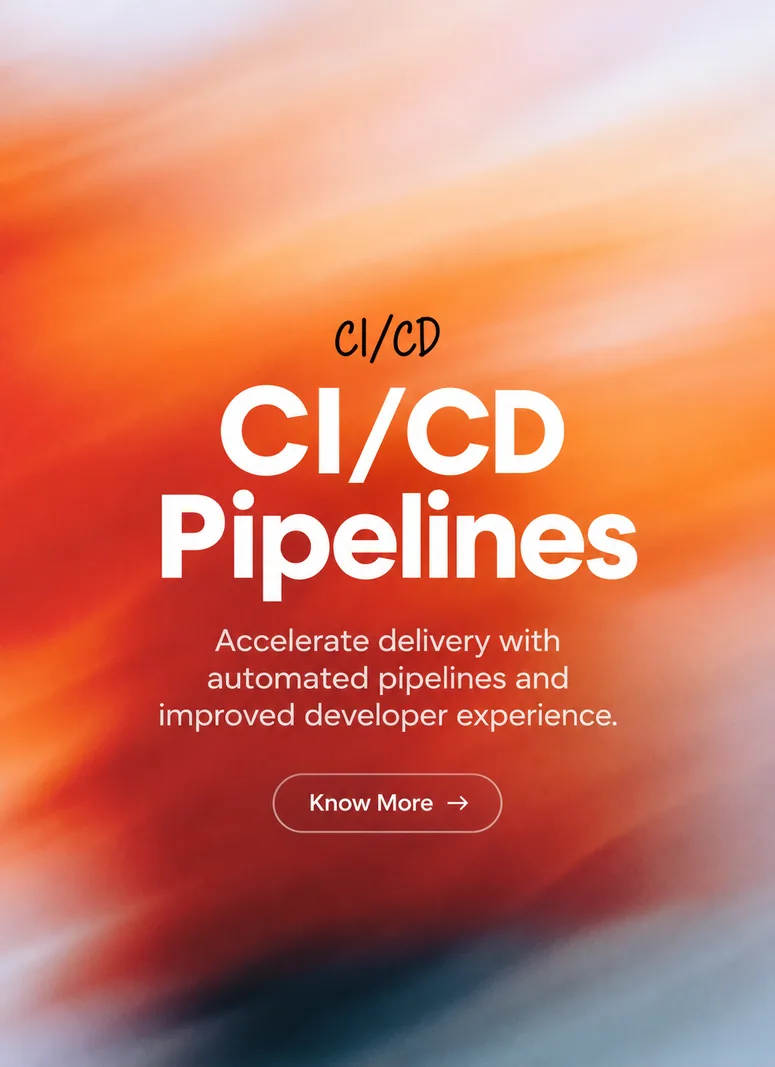 CI/CD
CI/CD
Pipelines
Accelerate delivery with
automated pipelines and
improved developer experience.
Know More →